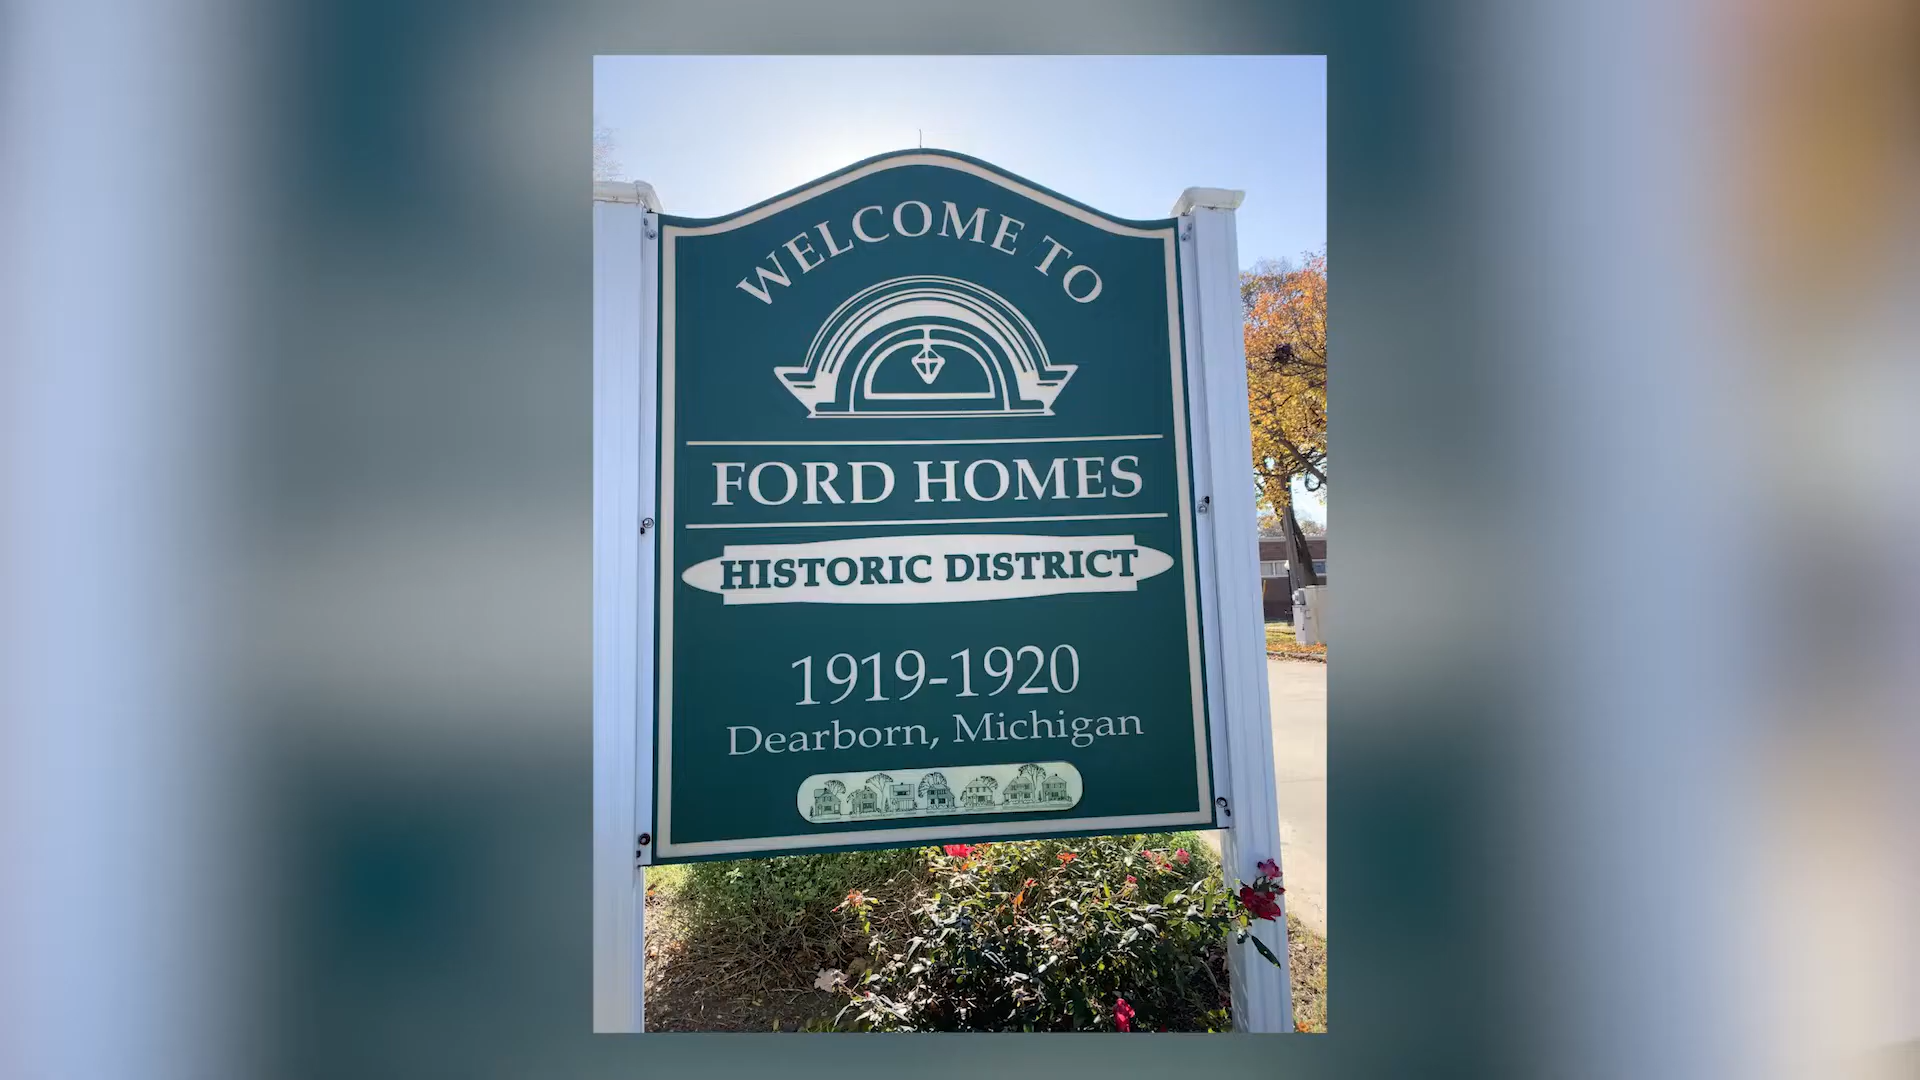 WELCOME TO
FORD HOMES
HISTORIC DISTRICT
1919-1920
Dearborn, Michigan